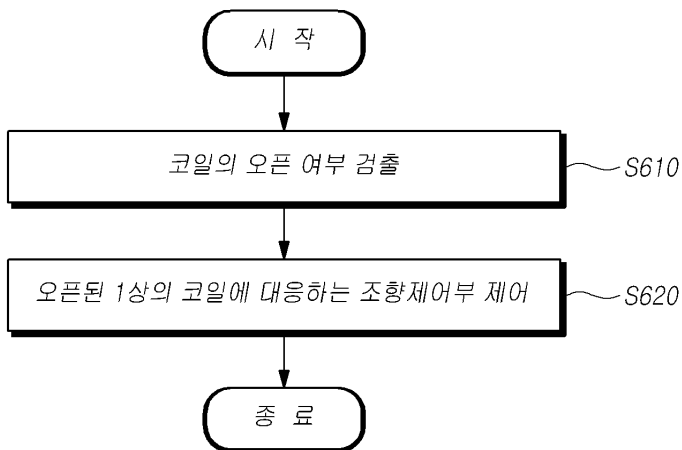 시 작
코일의 오픈 여부 검출
S610
오픈된 1상의 코일에 대응하는 조향제어부 제어
S620
종 료